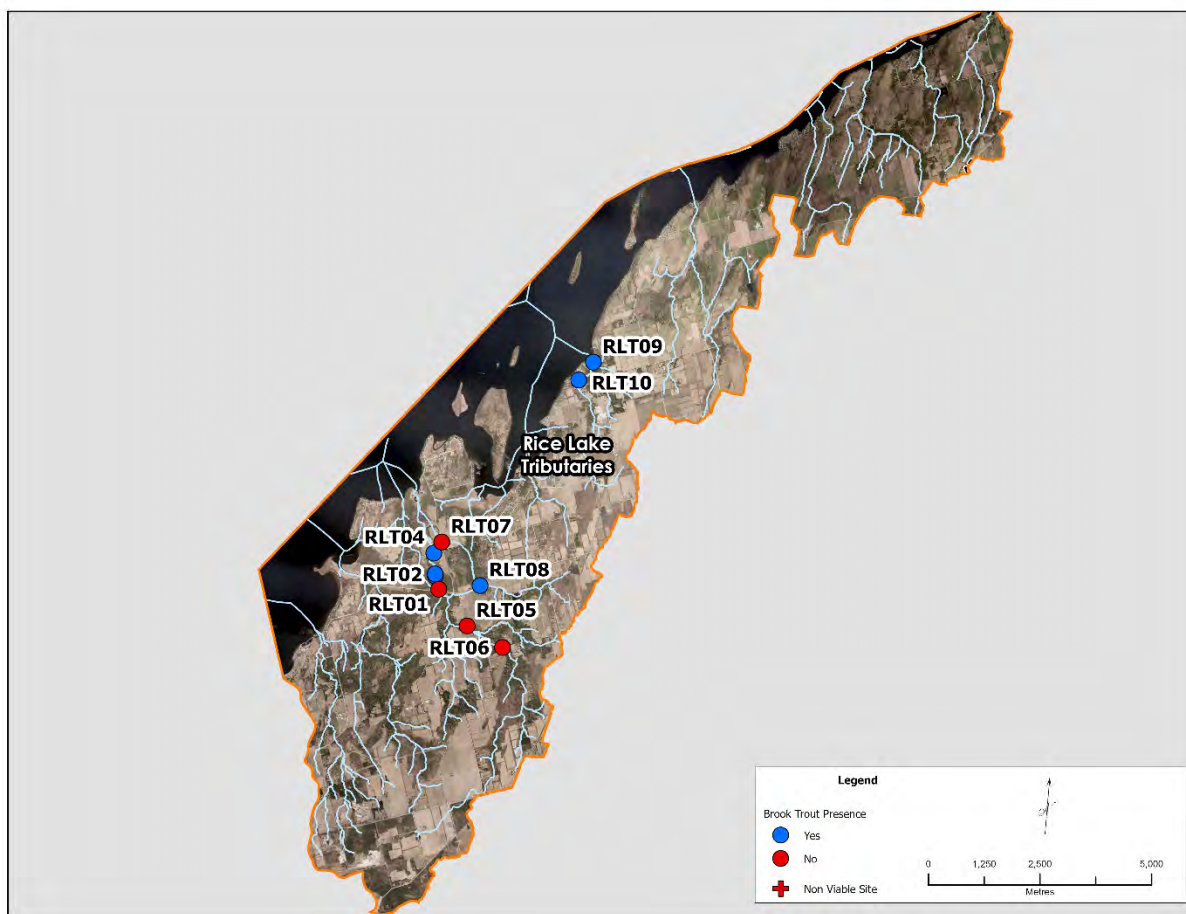 RLT09
RLT10
Rice Lake
Tributaries
RLT07
RLT04
RLT02
RLT08
RLT01
RLT05
RLT06
Legend
Brook Trout Presence
Yes
No
Non Viable Site
0 1,250 2,500 5,000
Metres